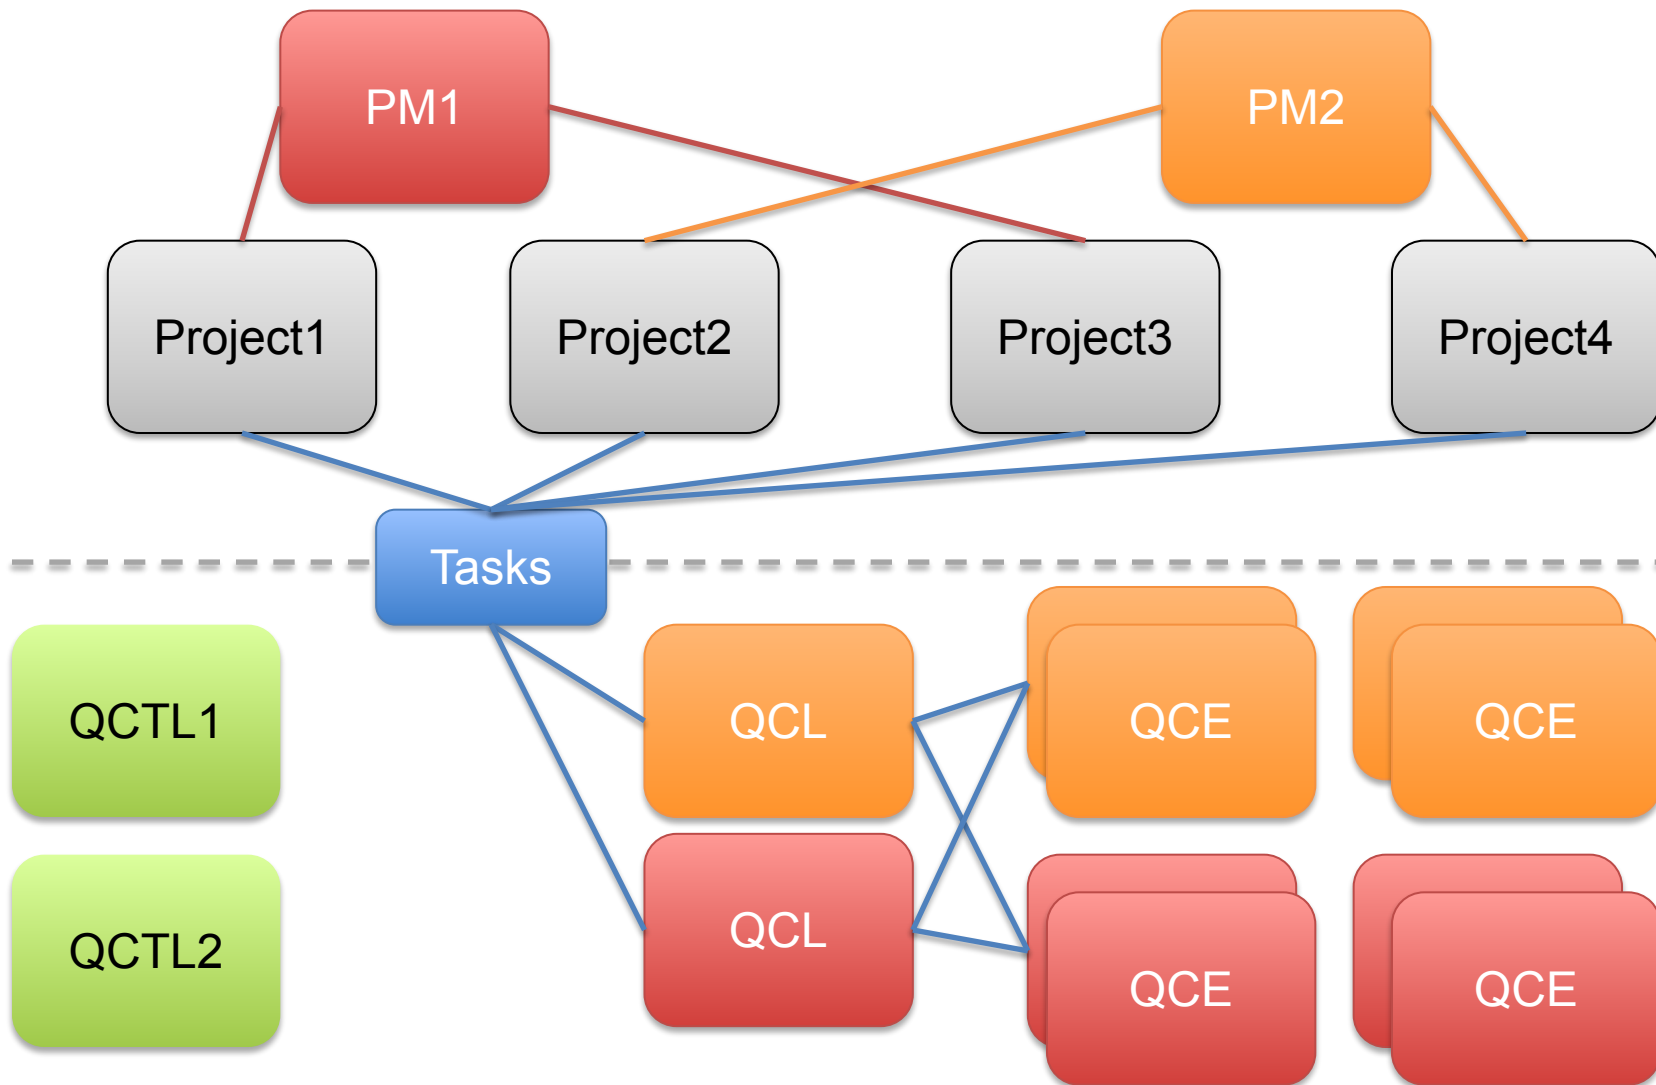 PM1
PM2
Project1
Project2
Project3
Project4
Tasks
QCTL1
QCL
QCE
QCE
QCTL2
QCL
QCE
QCE